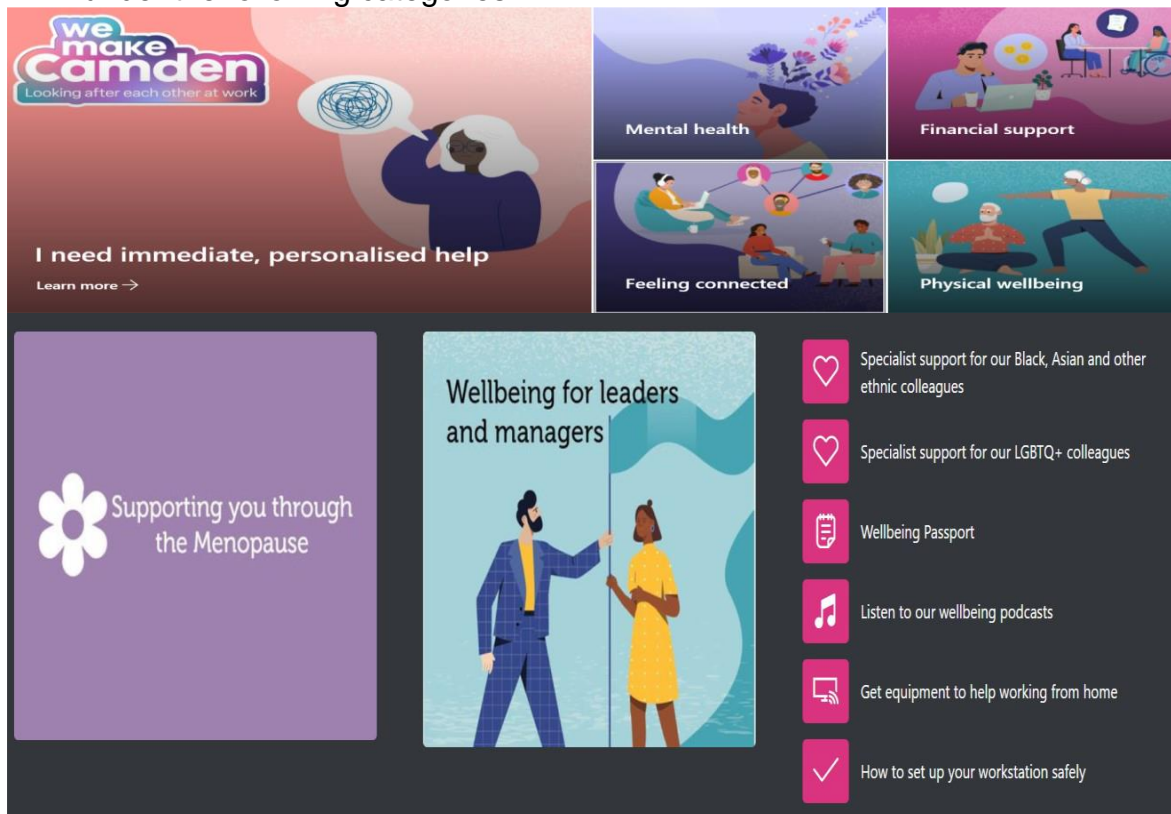 we
make
Camden
Looking after each other at work
I need immediate, personalised help
Learn more →
Mental health
Financial support
Feeling connected
Physical wellbeing
Supporting you through
the Menopause
Wellbeing for leaders
and managers
Specialist support for our Black, Asian and other
ethnic colleagues
Specialist support for our LGBTQ+ colleagues
Wellbeing Passport
Listen to our wellbeing podcasts
Get equipment to help working from home
How to set up your workstation safely